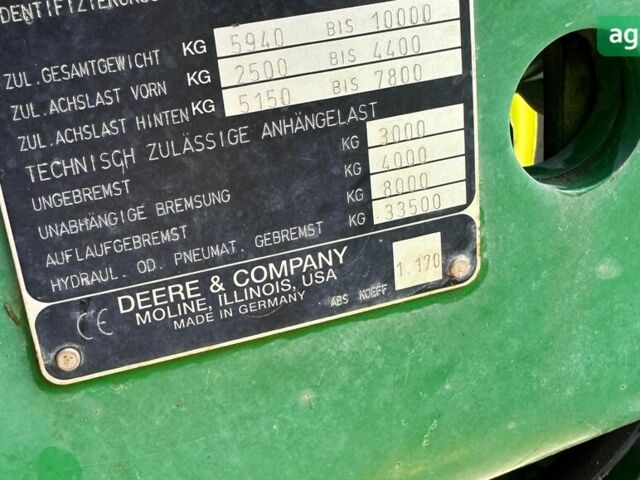 DENTIFIZIERUNGS
ZUL.GESAMTGEWICHT KG 5940 BIS 10000
ZUL.ACHSLAST VORN KG 2500 BIS 4400
ZUL.ACHSLAST HINTEN KG 5150 BIS 7800
TECHNISCH ZULÄSSIGE ANHÄNGELAST
UNGEBREMST KG 3000
UNABHÄNGIGE BREMSUNG KG 4000
AUFLAUFGEBREMST KG 8000
HYDRAUL. OD. PNEUMAT. GEBREMST KG 33500
CE DEERE & COMPANY
MOLINE, ILLINOIS, USA
MADE IN GERMANY ABS KOEFF 1.170
ag